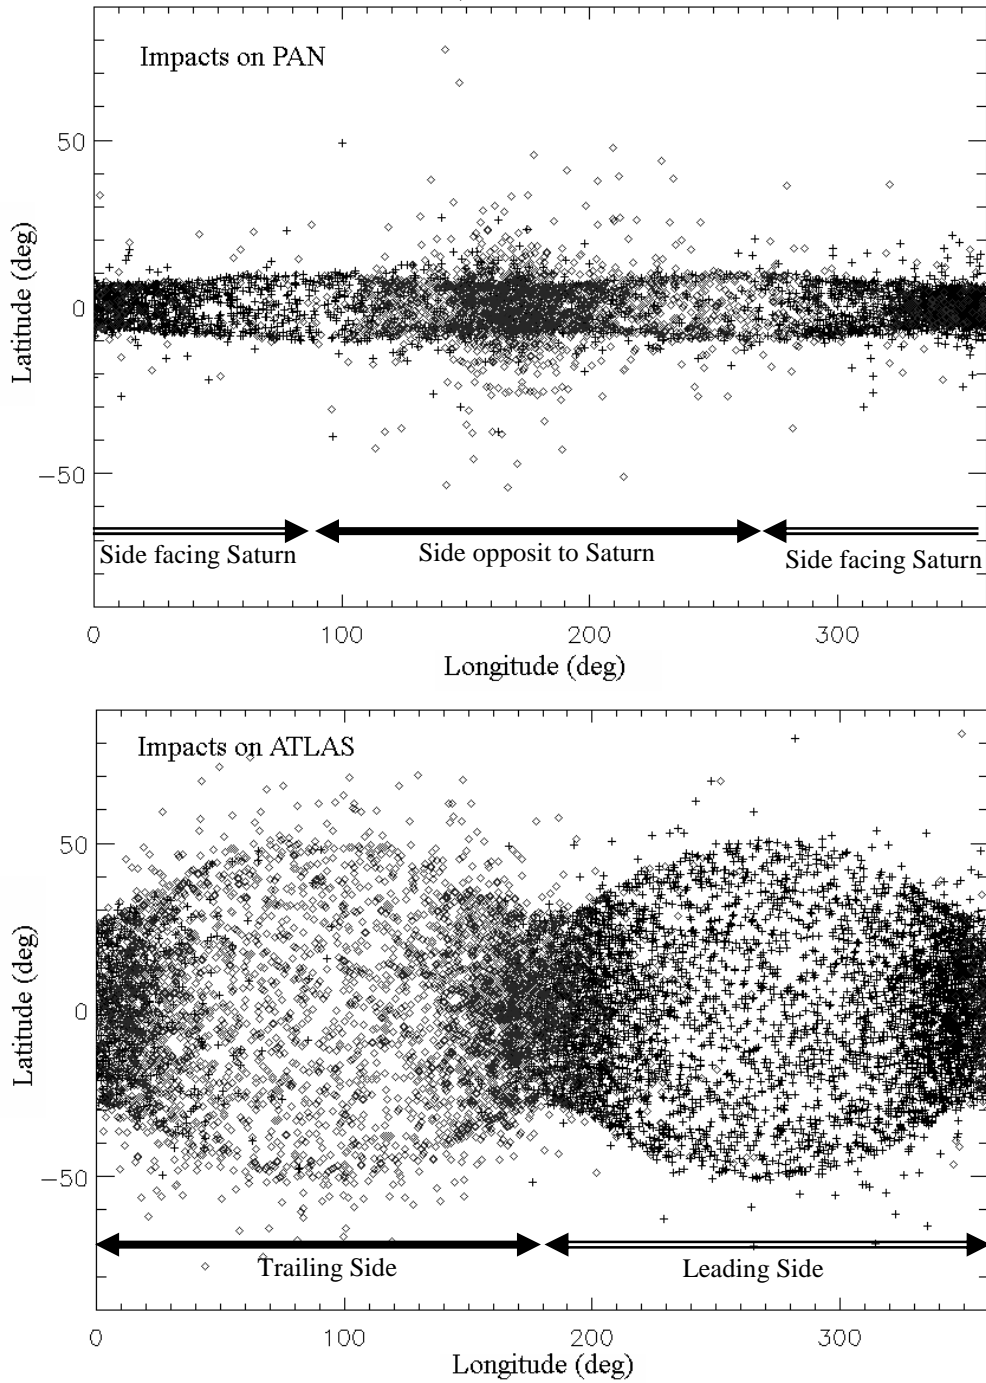 Impacts on PAN
50
0
−50
Latitude (deg)
Side facing Saturn
Side opposit to Saturn
Side facing Saturn
0
100
200
300
Longitude (deg)
Impacts on ATLAS
50
0
−50
Latitude (deg)
Trailing Side
Leading Side
0
100
200
300
Longitude (deg)